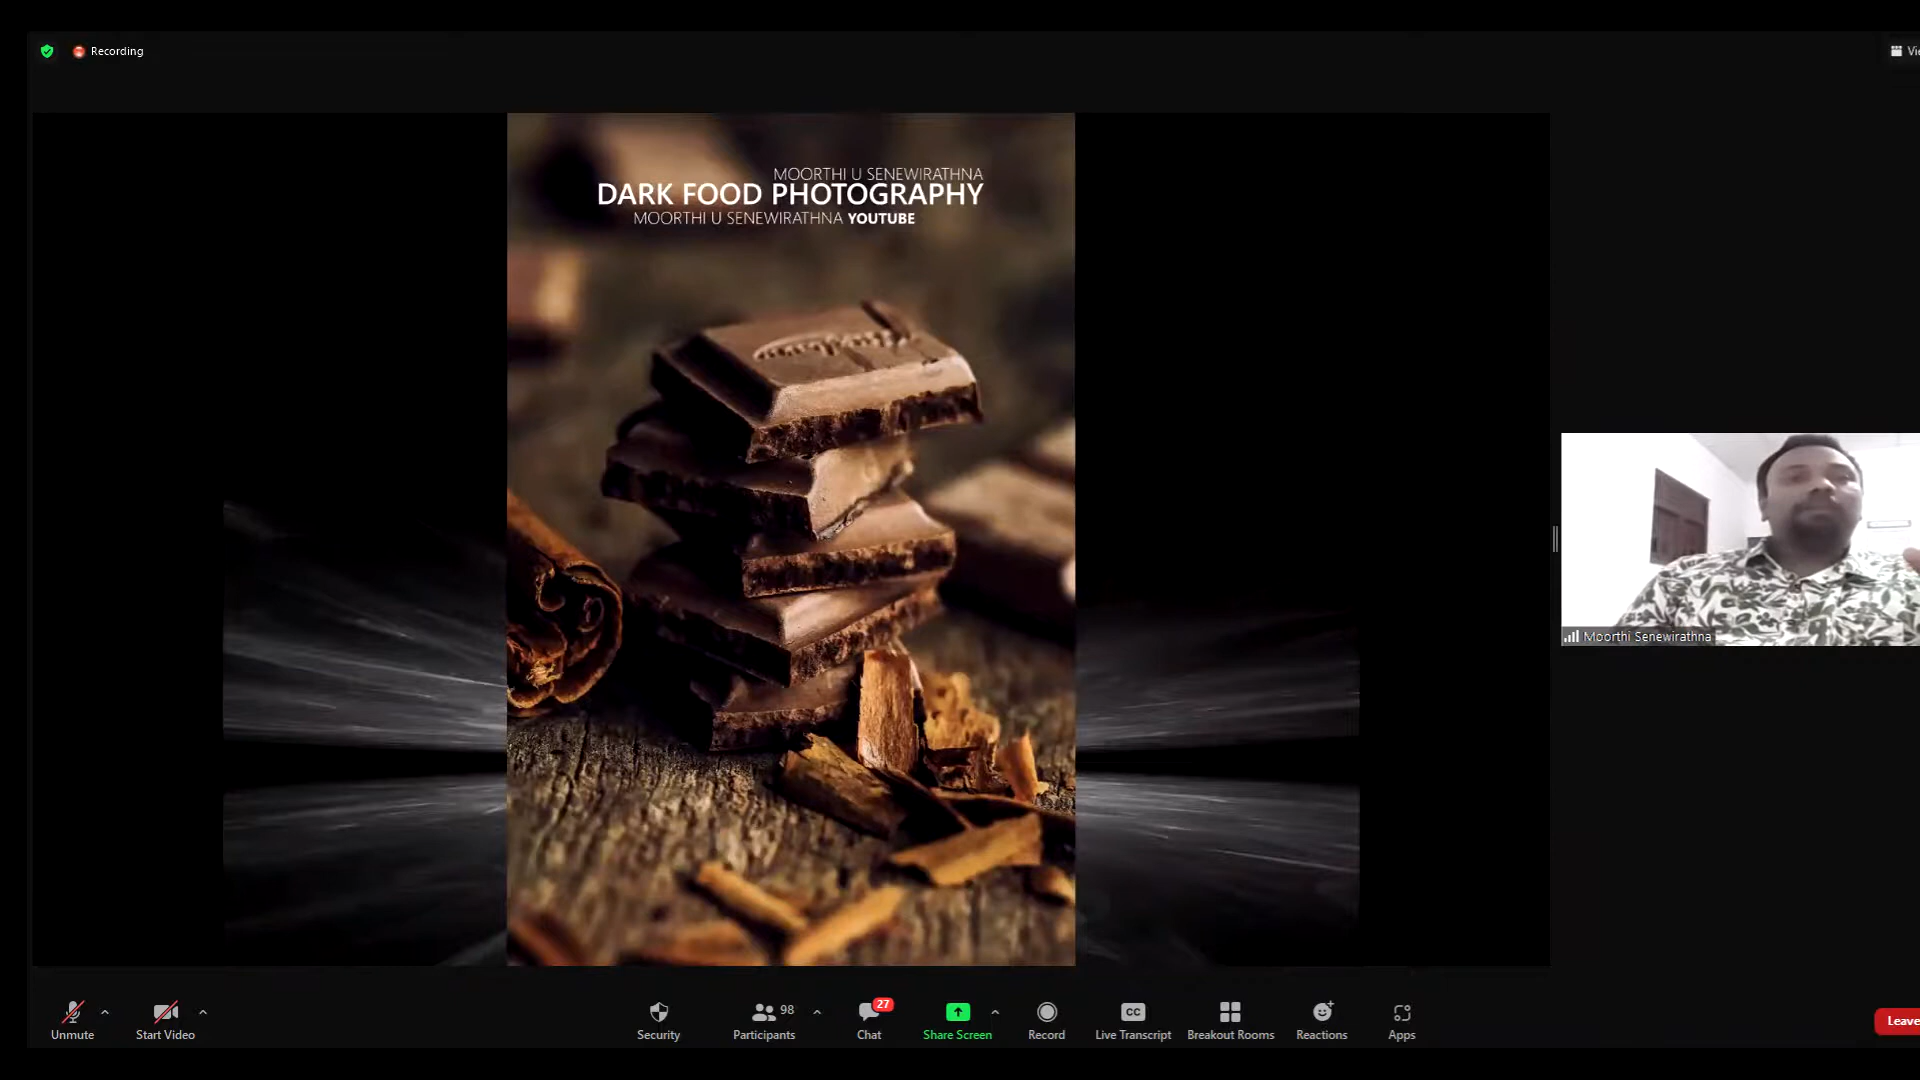 Recording
Vie
MOORTHI U SENEWIRATHNA
DARK FOOD PHOTOGRAPHY
MOORTHI U SENEWIRATHNA YOUTUBE
Moorthi Senewirathna
Unmute
Start Video
Security
98
Participants
27
Chat
Share Screen
Record
CC
Live Transcript
Breakout Rooms
Reactions
Apps
Leave